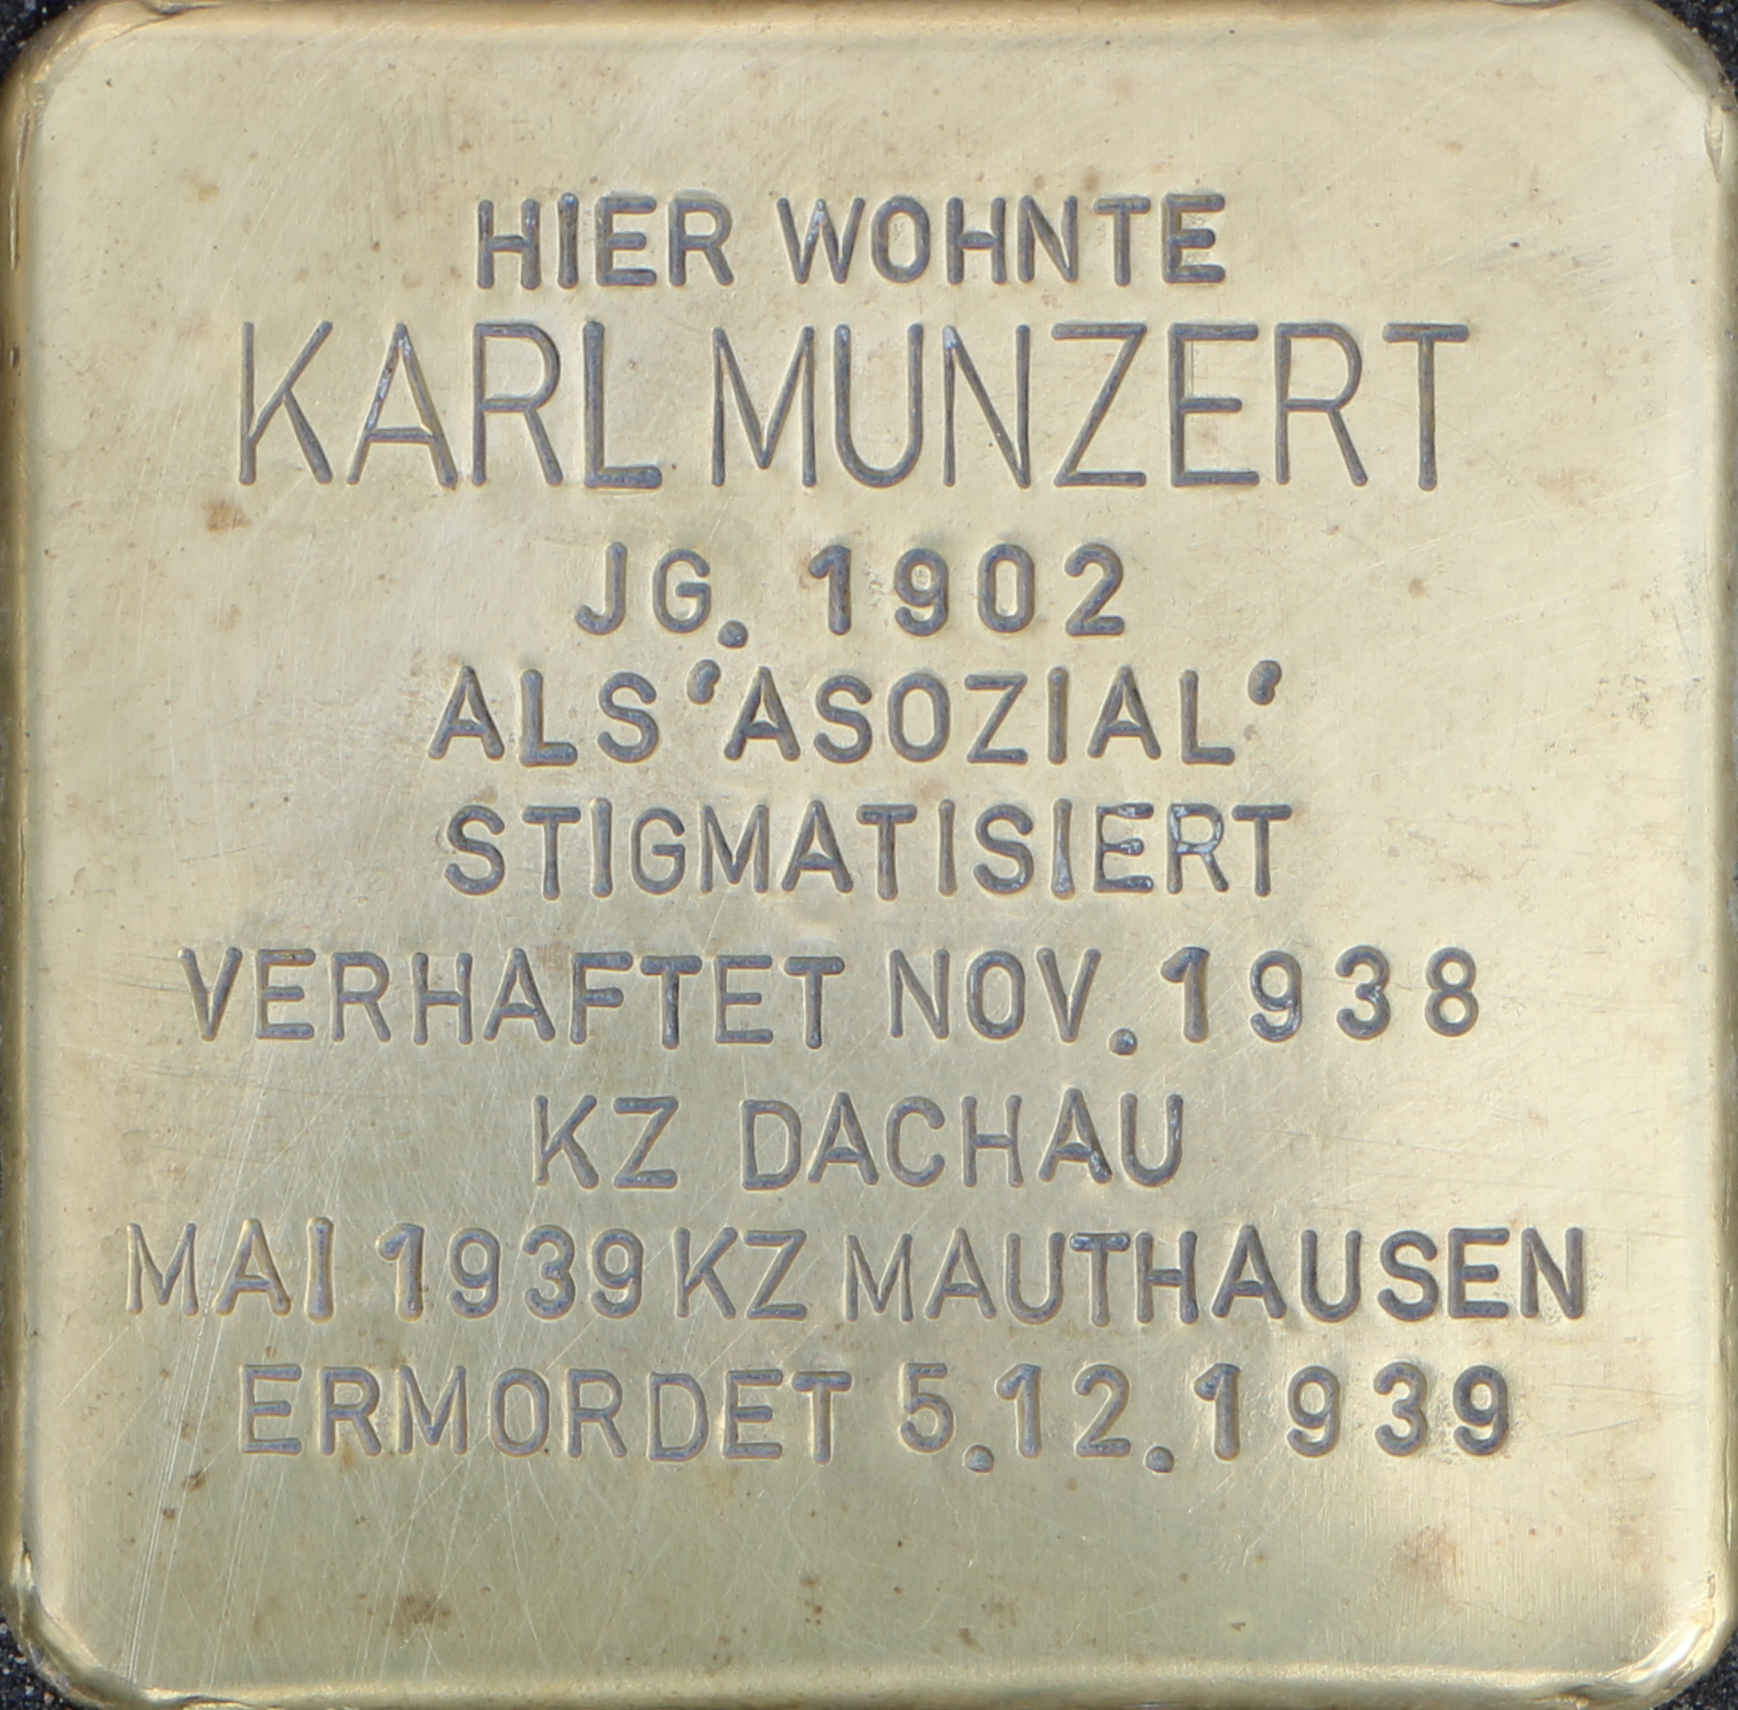 HIER WOHNTE
KARL MUNZERT
JG. 1902
ALS 'ASOZIAL'
STIGMATISIERT
VERHAFTET NOV. 1938
KZ DACHAU
MAI 1939 KZ MAUTHAUSEN
ERMORDET 5.12.1939